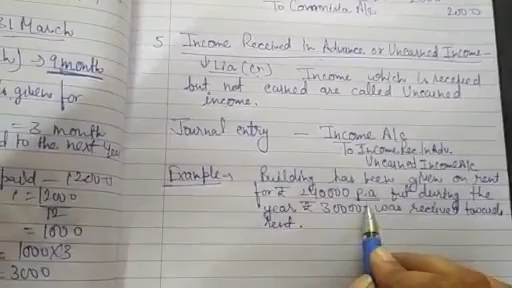 To Commission A/c 2000
31 March
5 Income Received In Advance or Unearned Income
→ 9 month
↓ Lia (Cr) Income which is received
but not earned are called Unearned
income.
is given for
= 3 month
to the next year
Journal entry — Income A/c
To Income Rec In Adv.
Unearned Income A/c
Example → Building has been given on rent
for ₹ 240000 p.a but during the
year ₹ 300000 was received towards
rent.
paid — 12000
= 12000
12
= 1000
= 1000×3
= 3000